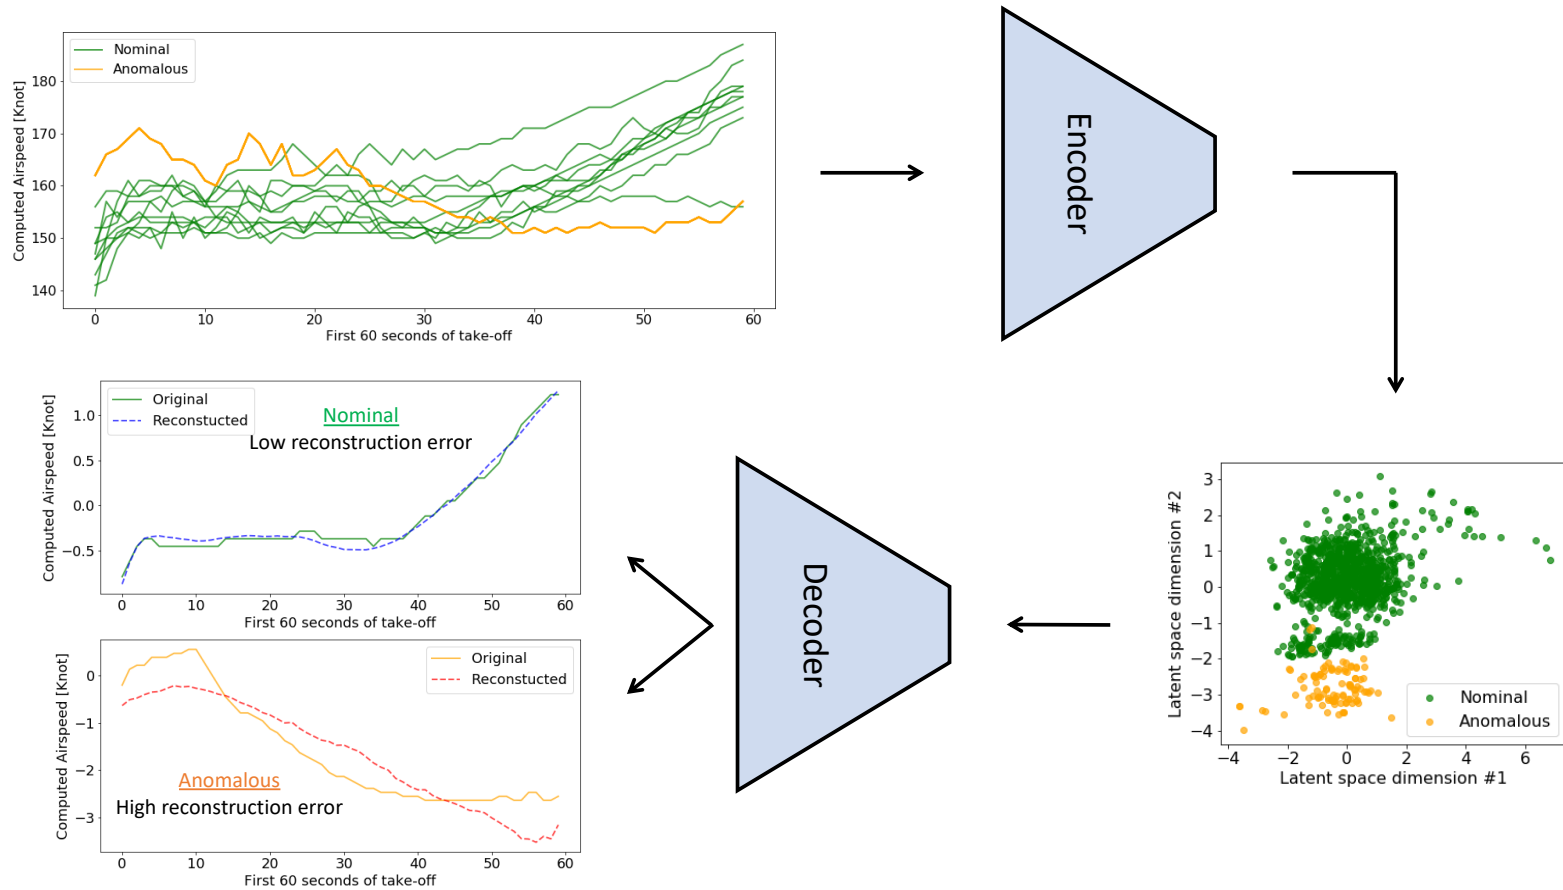 Nominal
Anomalous
Computed Airspeed [Knot]
180
170
160
150
140
0 10 20 30 40 50 60
First 60 seconds of take-off
Encoder
Original
Reconstucted
Nominal
Low reconstruction error
Computed Airspeed [Knot]
1.0
0.5
0.0
−0.5
0 10 20 30 40 50 60
First 60 seconds of take-off
Original
Reconstucted
Anomalous
High reconstruction error
Computed Airspeed [Knot]
0
−1
−2
−3
0 10 20 30 40 50 60
First 60 seconds of take-off
Decoder
Latent space dimension #2
3
2
1
0
−1
−2
−3
−4
Nominal
Anomalous
−4 −2 0 2 4 6
Latent space dimension #1